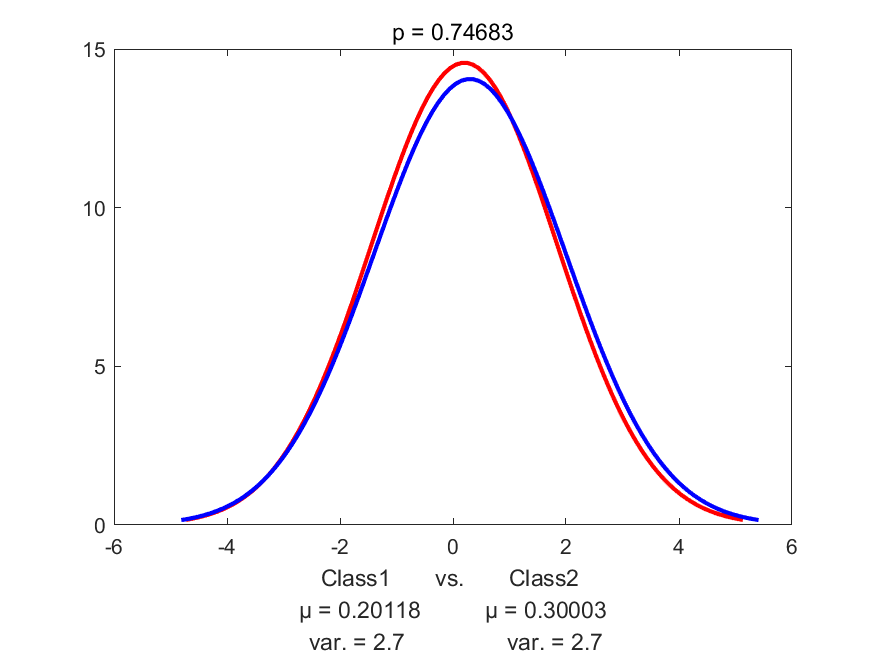 p = 0.74683
15
10
5
0
-6 -4 -2 0 2 4 6
Class1 vs. Class2
μ = 0.20118 μ = 0.30003
var. = 2.7 var. = 2.7